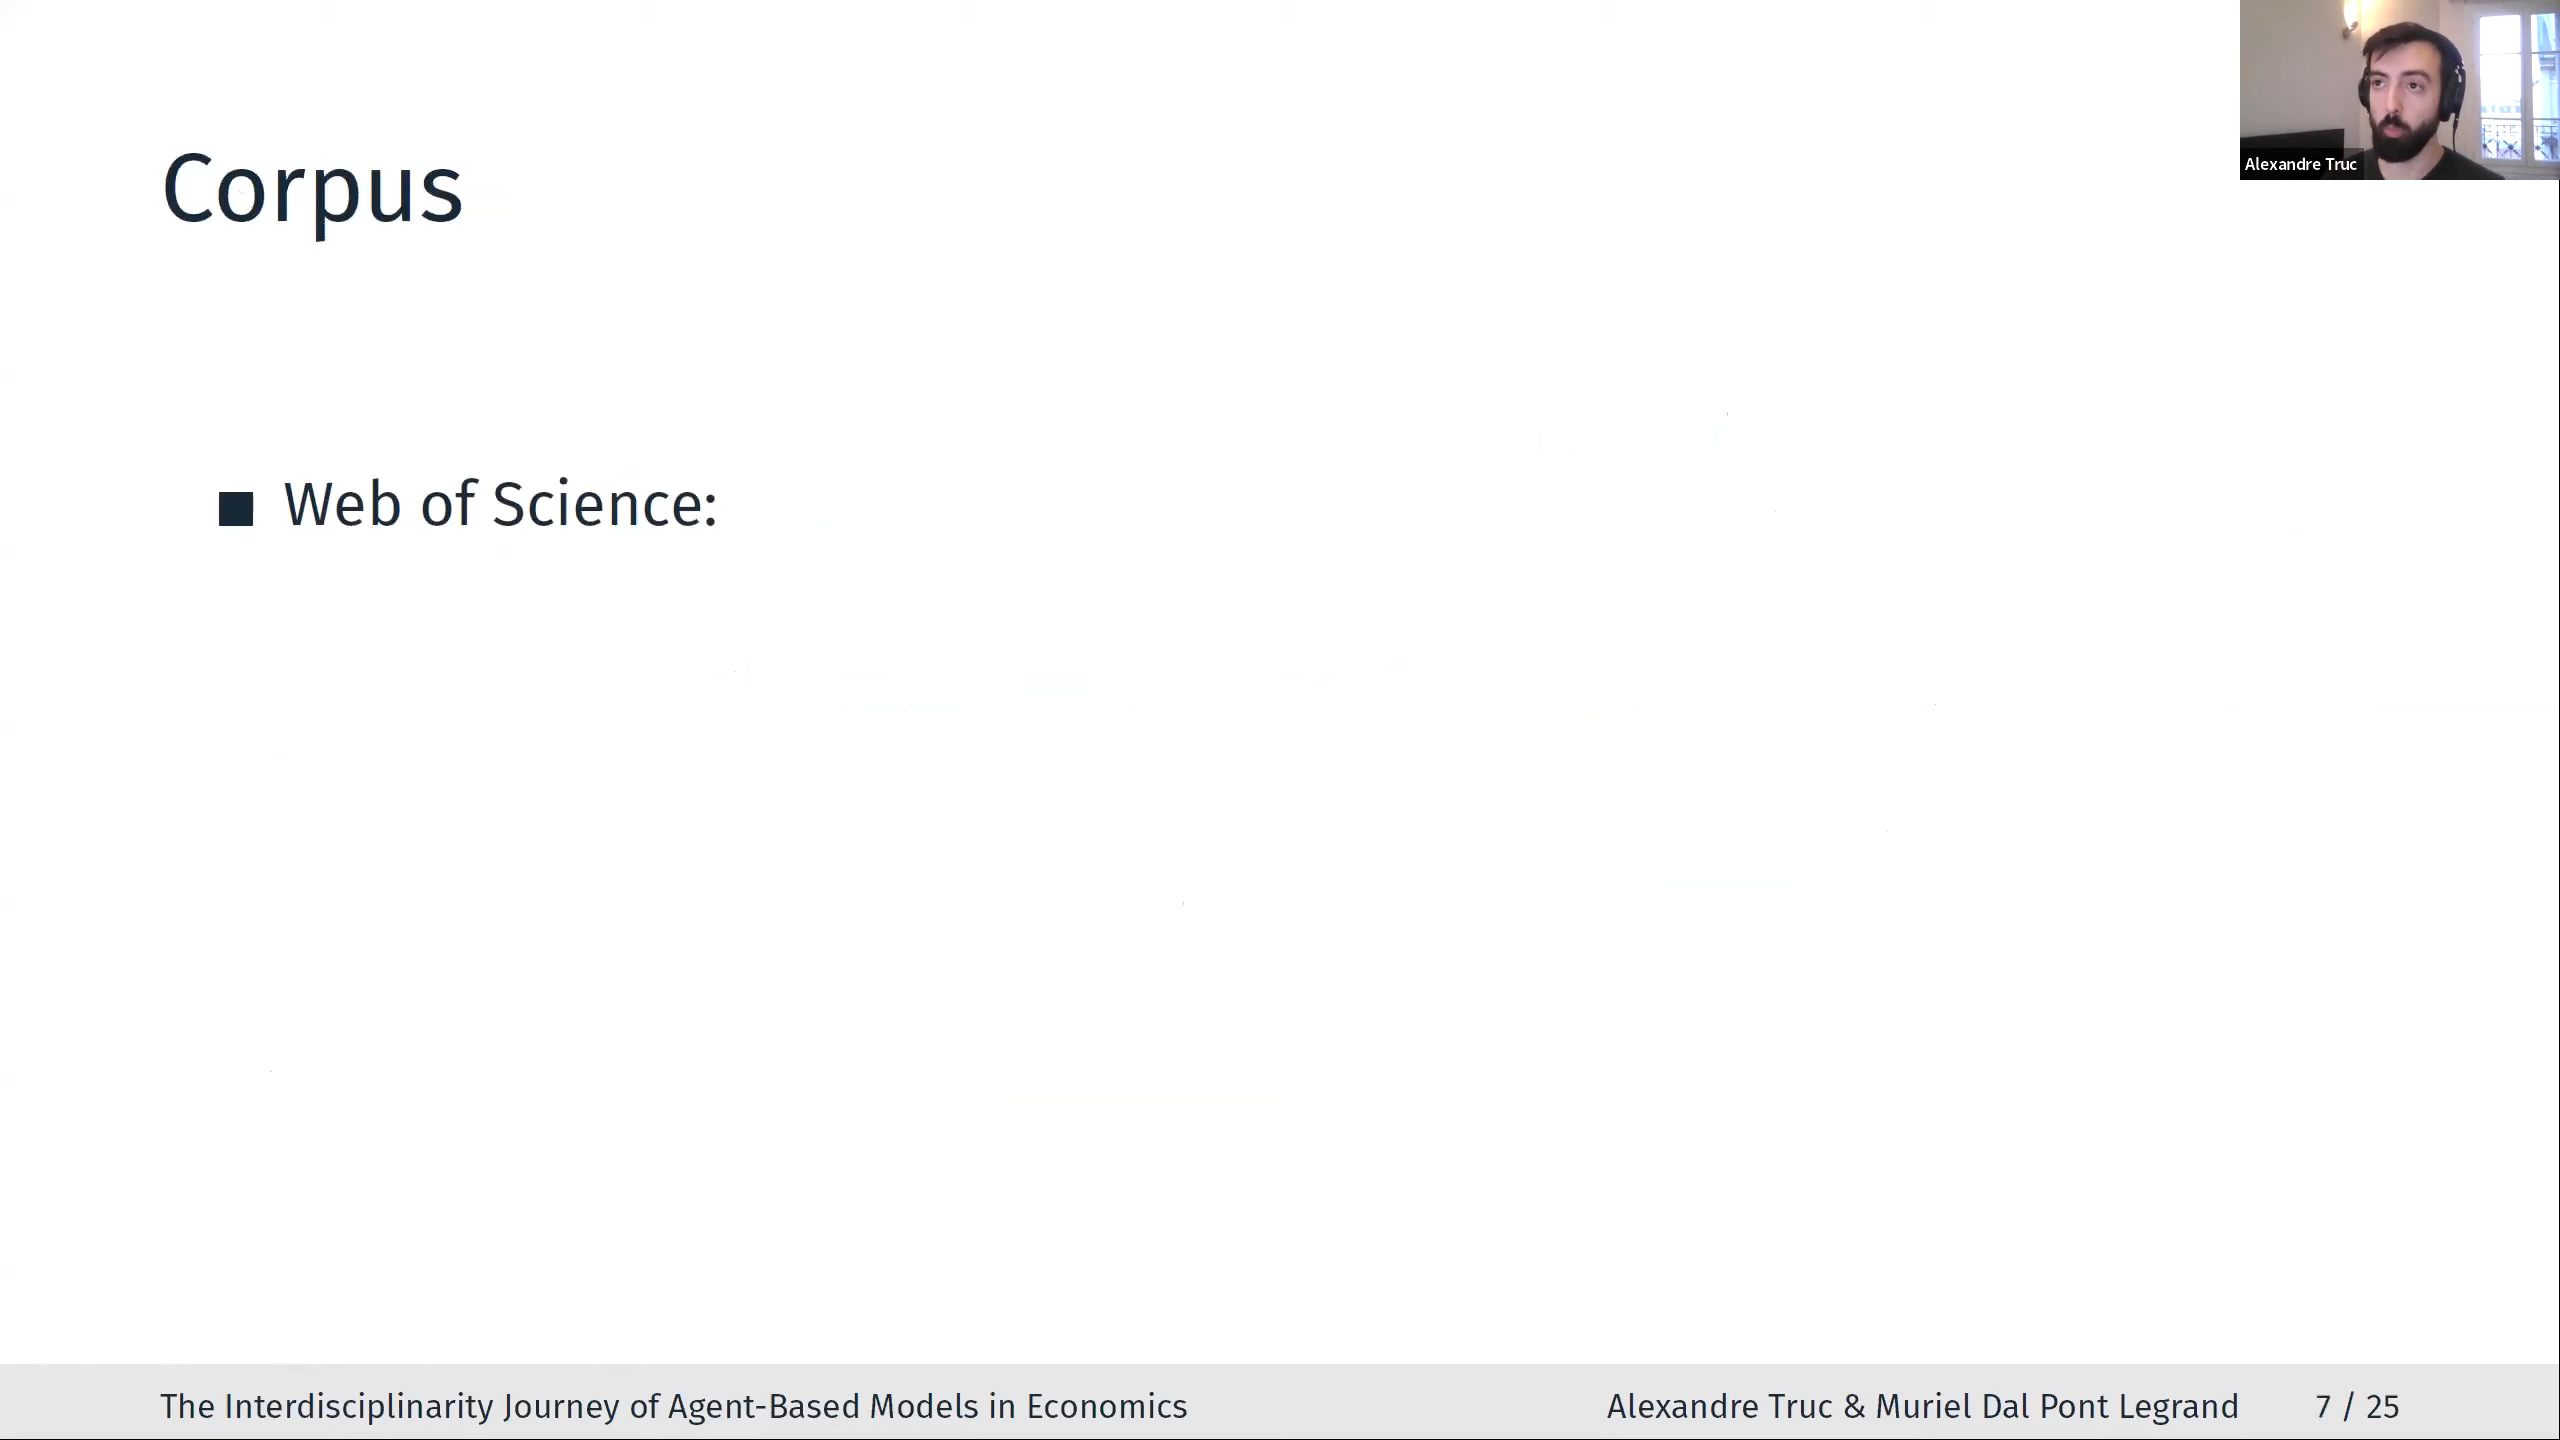 Alexandre Truc
Corpus
Web of Science:
The Interdisciplinarity Journey of Agent-Based Models in Economics
Alexandre Truc & Muriel Dal Pont Legrand
7 / 25